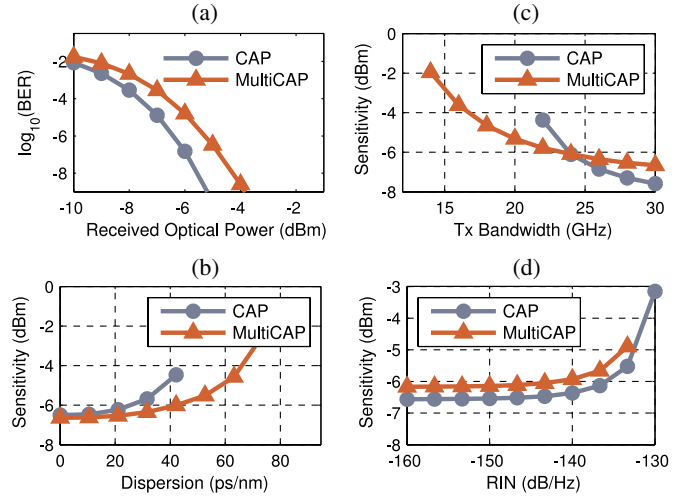 (a)
CAP
MultiCAP
log10(BER)
-2
-4
-6
-8
-10
-8
-6
-4
-2
Received Optical Power (dBm)
(c)
CAP
MultiCAP
Sensitivity (dBm)
0
-2
-4
-6
-8
15
20
25
30
Tx Bandwidth (GHz)
(b)
CAP
MultiCAP
Sensitivity (dBm)
0
-2
-4
-6
-8
0
20
40
60
80
Dispersion (ps/nm)
(d)
CAP
MultiCAP
Sensitivity (dBm)
-3
-4
-5
-6
-7
-8
-160
-150
-140
-130
RIN (dB/Hz)